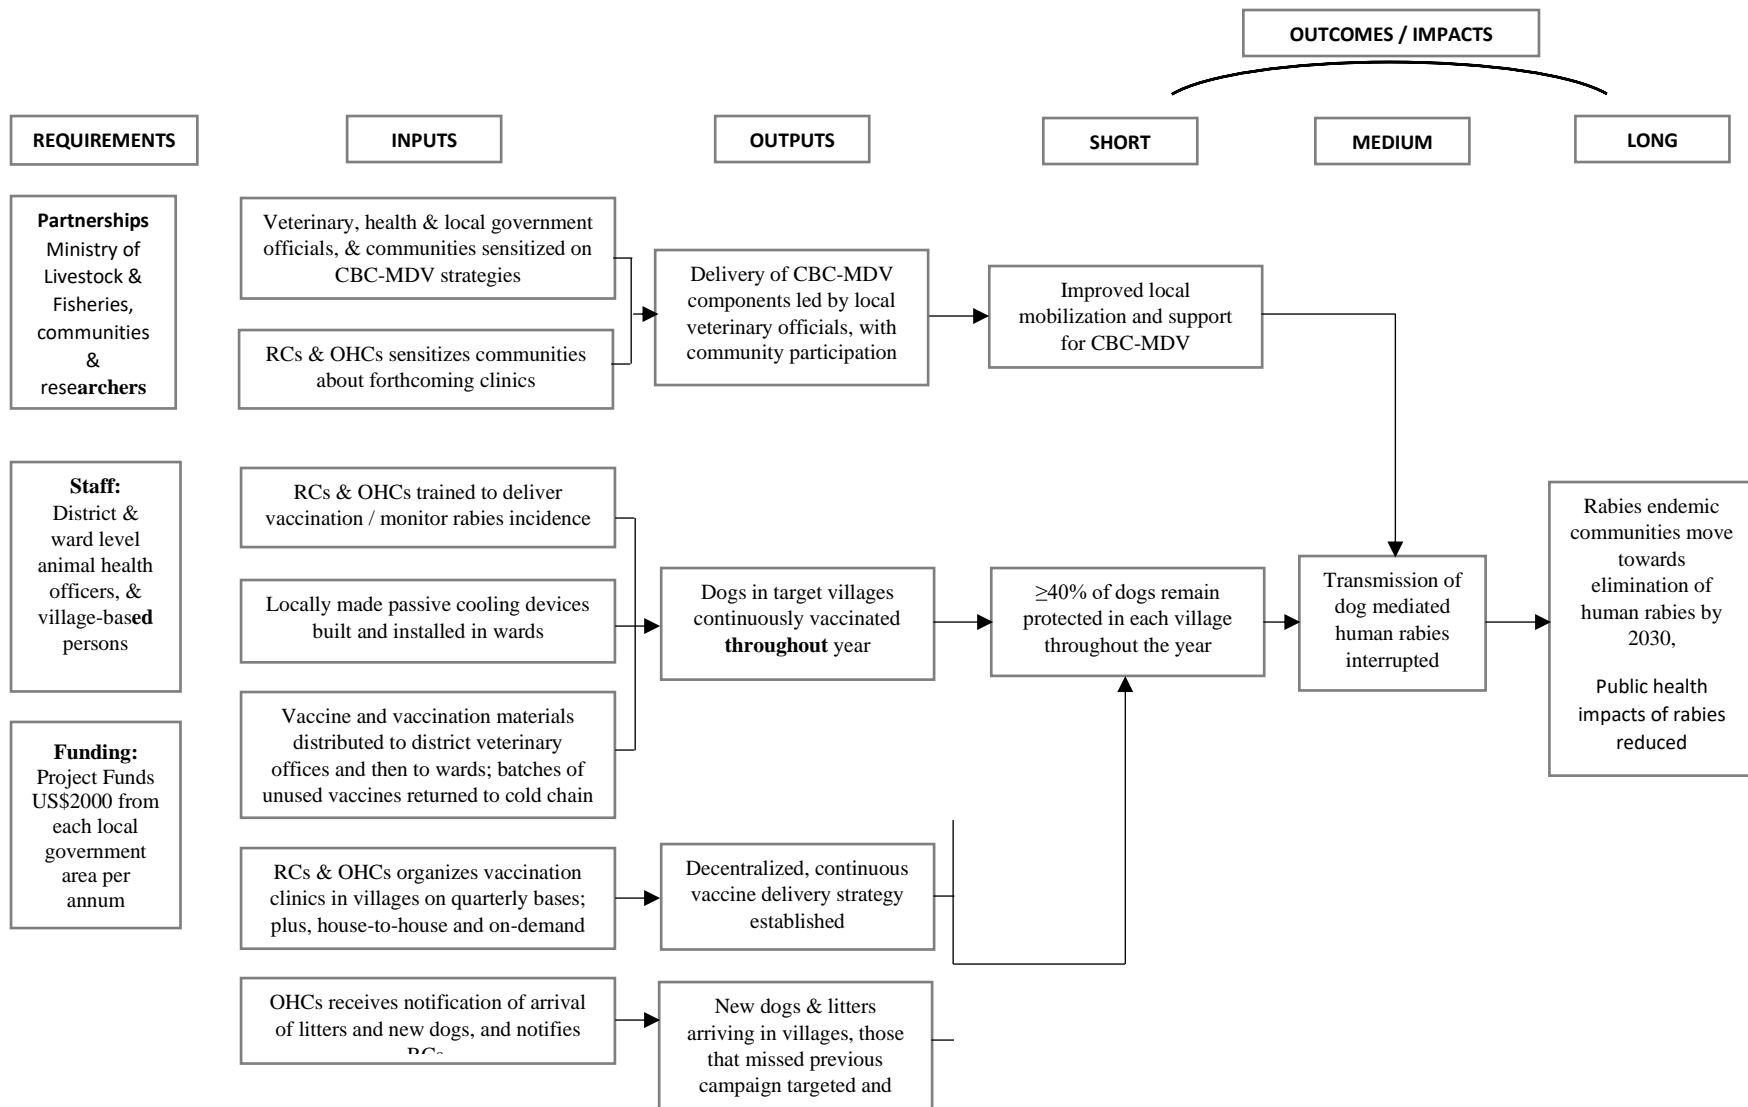 OUTCOMES / IMPACTS
REQUIREMENTS
INPUTS
OUTPUTS
SHORT
MEDIUM
LONG
Partnerships
Ministry of
Livestock &
Fisheries,
communities
&
researchers
Veterinary, health & local government
officials, & communities sensitized on
CBC-MDV strategies
RCs & OHCs sensitizes communities
about forthcoming clinics
Delivery of CBC-MDV
components led by local
veterinary officials, with
community participation
Improved local
mobilization and support
for CBC-MDV
Staff:
District &
ward level
animal health
officers, &
village-based
persons
RCs & OHCs trained to deliver
vaccination / monitor rabies incidence
Locally made passive cooling devices
built and installed in wards
Vaccine and vaccination materials
distributed to district veterinary
offices and then to wards; batches of
unused vaccines returned to cold chain
Dogs in target villages
continuously vaccinated
throughout year
≥40% of dogs remain
protected in each village
throughout the year
Transmission of
dog mediated
human rabies
interrupted
Rabies endemic
communities move
towards
elimination of
human rabies by
2030,
Public health
impacts of rabies
reduced
Funding:
Project Funds
US$2000 from
each local
government
area per
annum
RCs & OHCs organizes vaccination
clinics in villages on quarterly bases;
plus, house-to-house and on-demand
Decentralized, continuous
vaccine delivery strategy
established
OHCs receives notification of arrival
of litters and new dogs, and notifies
RCs
New dogs & litters
arriving in villages, those
that missed previous
campaign targeted and